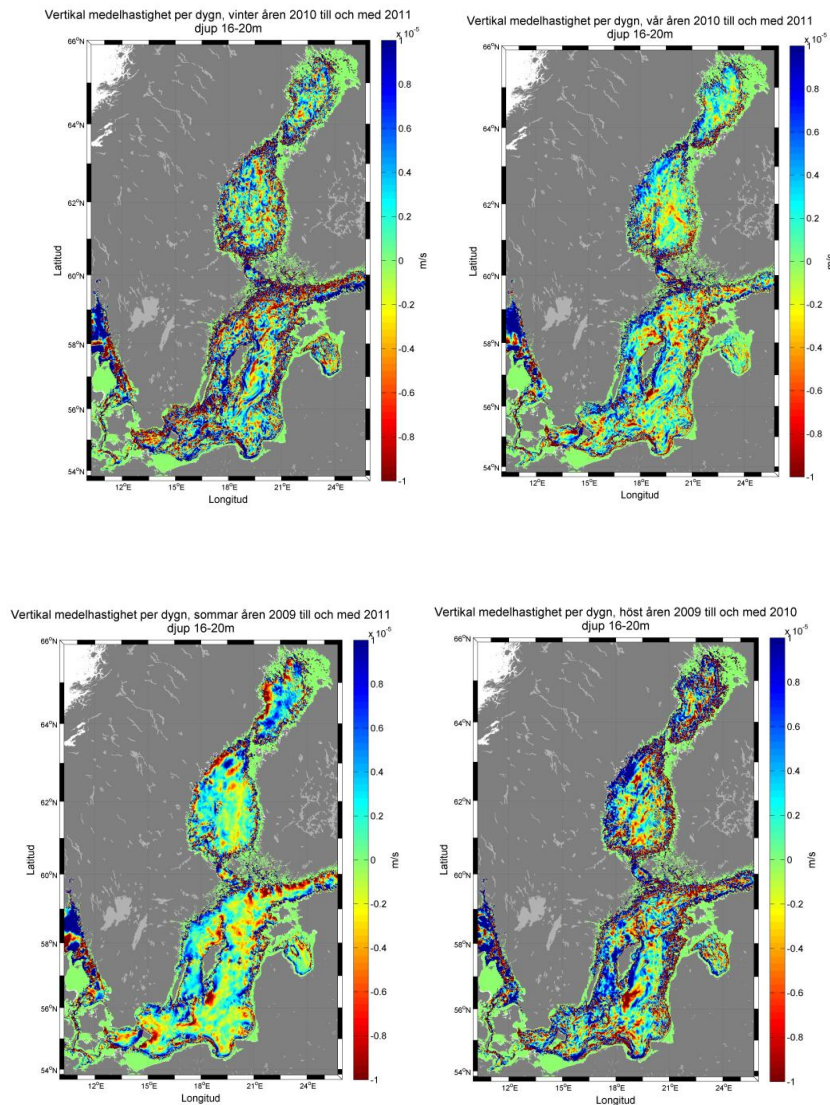 Vertikal medelhastighet per dygn, vinter åren 2010 till och med 2011
djup 16-20m
x 10⁻⁵
66°N
64°N
62°N
60°N
58°N
56°N
54°N
Latitud
12°E 15°E 18°E 21°E 24°E
Longitud
1
0.8
0.6
0.4
0.2
0
-0.2
-0.4
-0.6
-0.8
-1
m/s
Vertikal medelhastighet per dygn, vår åren 2010 till och med 2011
djup 16-20m
x 10⁻⁵
66°N
64°N
62°N
60°N
58°N
56°N
54°N
Latitud
12°E 15°E 18°E 21°E 24°E
Longitud
1
0.8
0.6
0.4
0.2
0
-0.2
-0.4
-0.6
-0.8
-1
m/s
Vertikal medelhastighet per dygn, sommar åren 2009 till och med 2011
djup 16-20m
x 10⁻⁵
66°N
64°N
62°N
60°N
58°N
56°N
54°N
Latitud
12°E 15°E 18°E 21°E 24°E
Longitud
1
0.8
0.6
0.4
0.2
0
-0.2
-0.4
-0.6
-0.8
-1
m/s
Vertikal medelhastighet per dygn, höst åren 2009 till och med 2010
djup 16-20m
x 10⁻⁵
66°N
64°N
62°N
60°N
58°N
56°N
54°N
Latitud
12°E 15°E 18°E 21°E 24°E
Longitud
1
0.8
0.6
0.4
0.2
0
-0.2
-0.4
-0.6
-0.8
-1
m/s